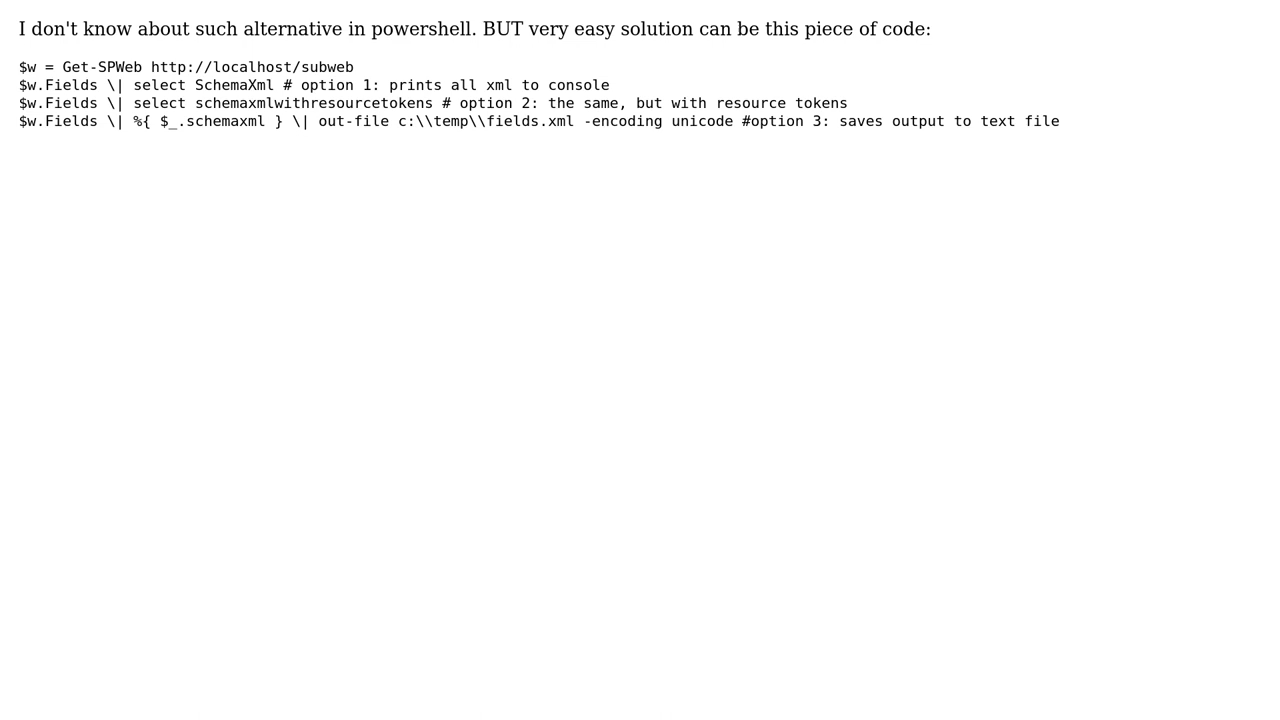 I don't know about such alternative in powershell. BUT very easy solution can be this piece of code:
$w = Get-SPWeb http://localhost/subweb
$w.Fields \| select SchemaXml # option 1: prints all xml to console
$w.Fields \| select schemaxmlwithresourcetokens # option 2: the same, but with resource tokens
$w.Fields \| %{ $_.schemaxml } \| out-file c:\\temp\\fields.xml -encoding unicode #option 3: saves output to text file